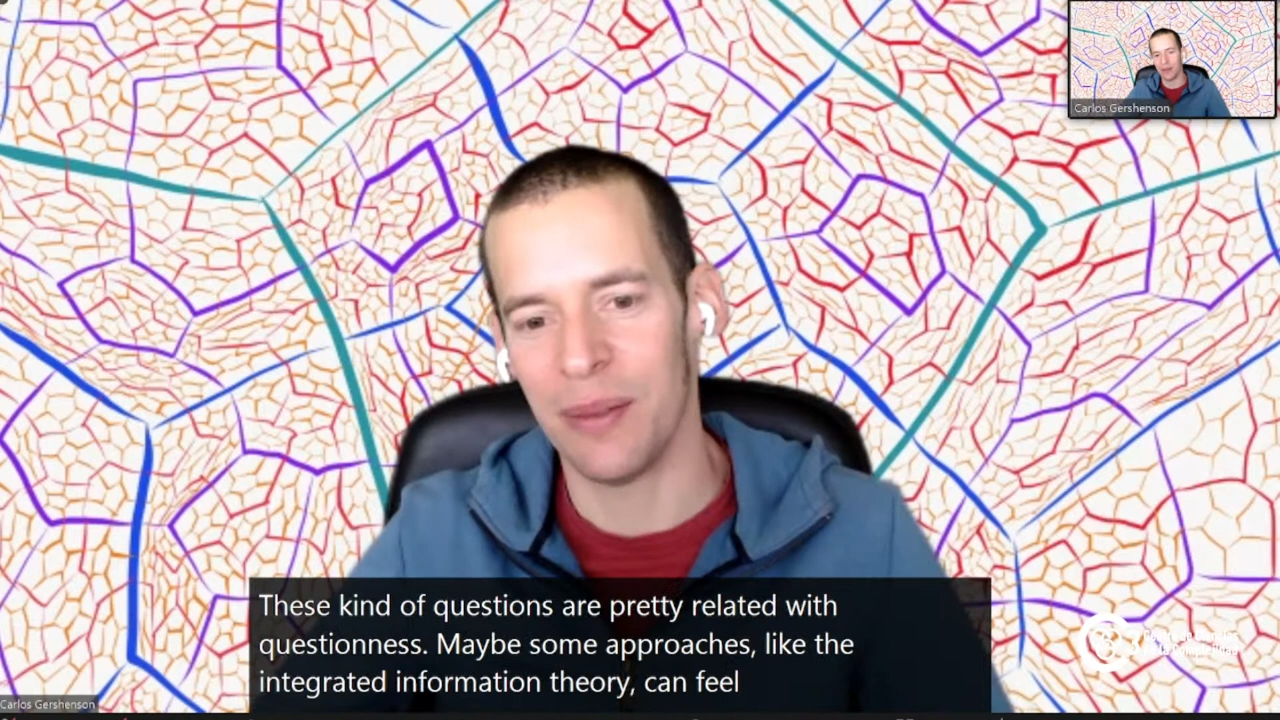 Carlos Gershenson
These kind of questions are pretty related with
questionness. Maybe some approaches, like the
integrated information theory, can feel
Carlos Gershenson